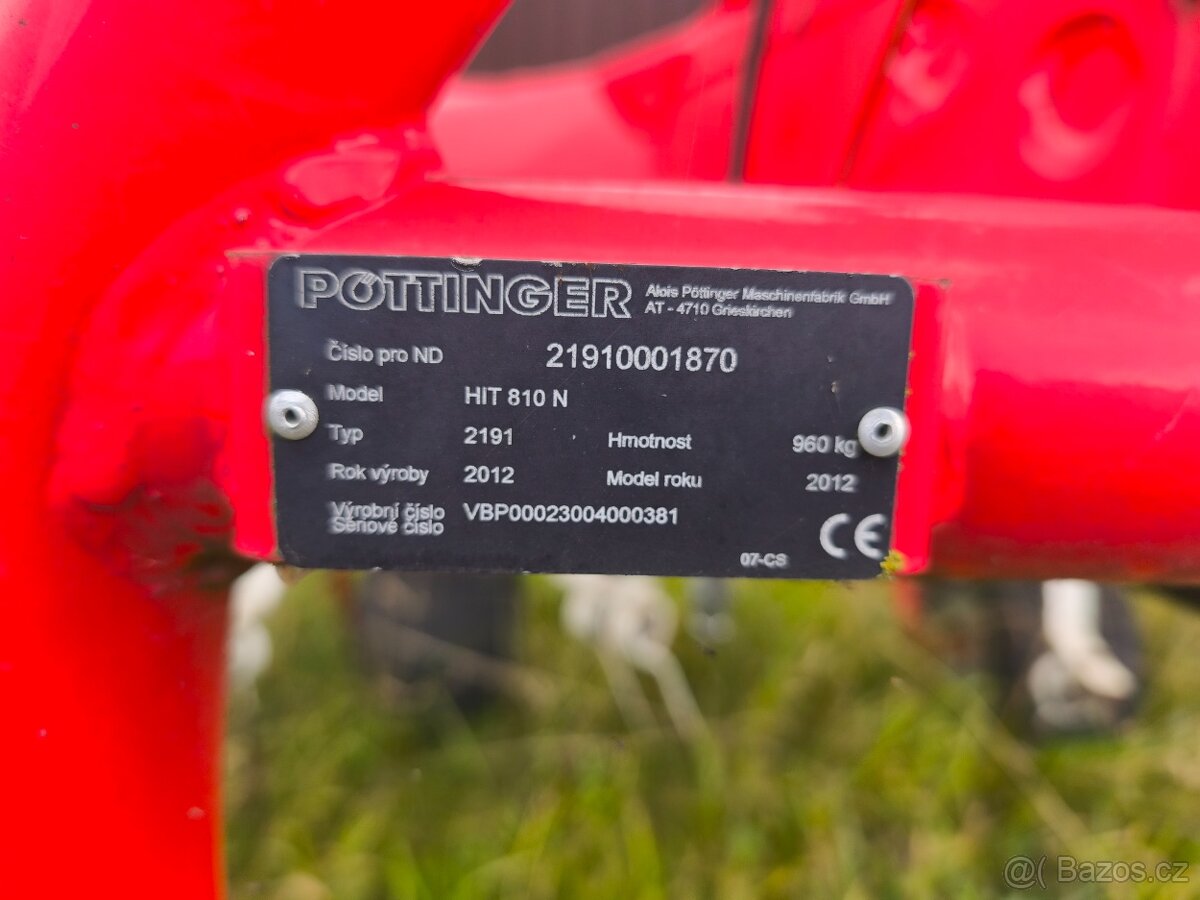 PÖTTINGER Alois Pöttinger Maschinenfabrik GmbH
AT - 4710 Grieskirchen
Číslo pro ND 21910001870
Model HIT 810 N
Typ 2191 Hmotnost 960 kg
Rok výroby 2012 Model roku 2012
Výrobní číslo VBP00023004000381
Sériové číslo
07-CS CE
@ Bazos.cz